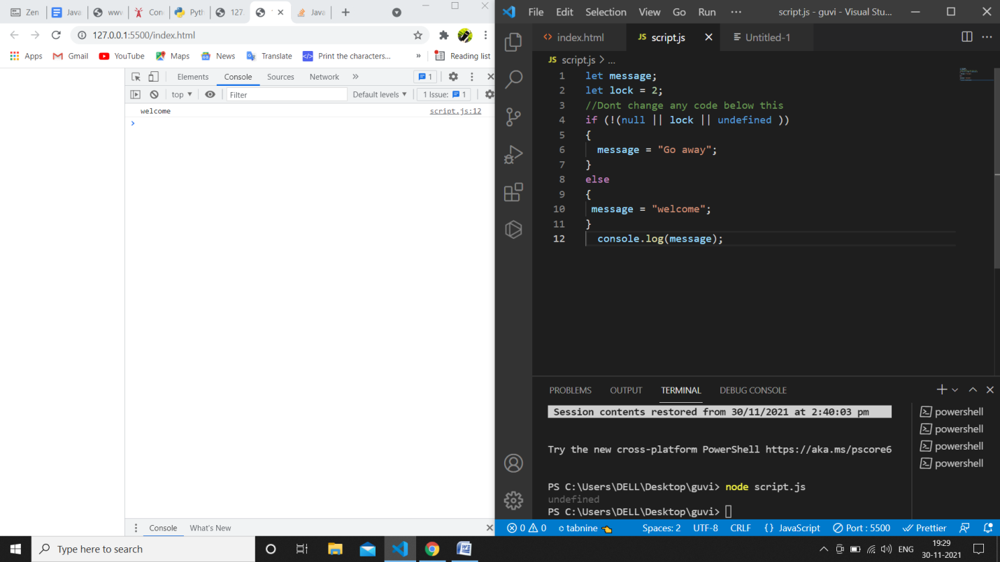 Zen
Java
www
Con
Pyth
127.
Java
127.0.0.1:5500/index.html
Apps
Gmail
YouTube
Maps
News
Translate
Print the characters...
»
Reading list
Elements
Console
Sources
Network
»
1
top ▼
Filter
Default levels ▼
1 Issue: 1
welcome script.js:12
>
Console
What's New
File Edit Selection View Go Run ··· script.js - guvi - Visual Stu...
<> index.html
JS script.js
Untitled-1
JS script.js > ...
1 let message;
2 let lock = 2;
3 //Dont change any code below this
4 if (!(null || lock || undefined ))
5 {
6 message = "Go away";
7 }
8 else
9 {
10 message = "welcome";
11 }
12 console.log(message);
PROBLEMS OUTPUT TERMINAL DEBUG CONSOLE
Session contents restored from 30/11/2021 at 2:40:03 pm
Try the new cross-platform PowerShell https://aka.ms/pscore6
PS C:\Users\DELL\Desktop\guvi> node script.js
undefined
PS C:\Users\DELL\Desktop\guvi>
powershell
powershell
powershell
powershell
0 0 tabnine Spaces: 2 UTF-8 CRLF {} JavaScript Port : 5500 Prettier
Type here to search
ENG
19:29
30-11-2021